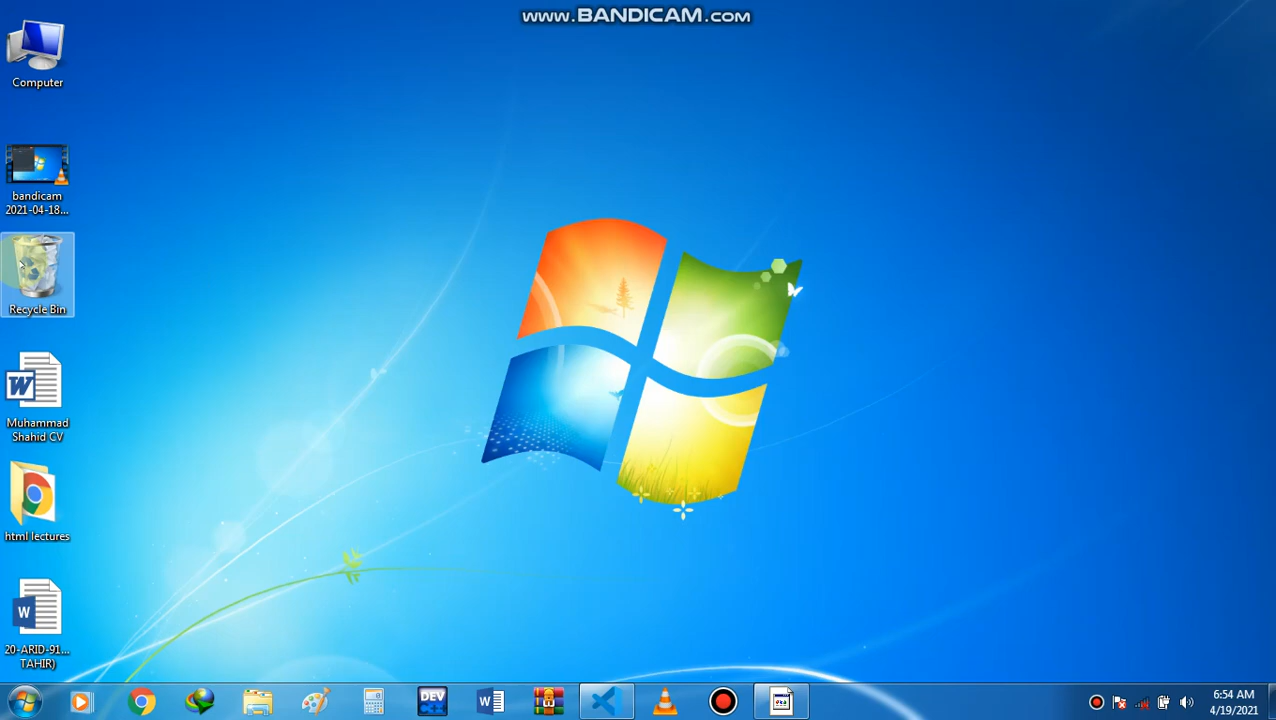 www.BANDICAM.com
Computer
bandicam
2021-04-18...
Recycle Bin
W
Muhammad
Shahid CV
html lectures
W
20-ARID-91...
TAHIR)
DEV
W
6:54 AM
4/19/2021